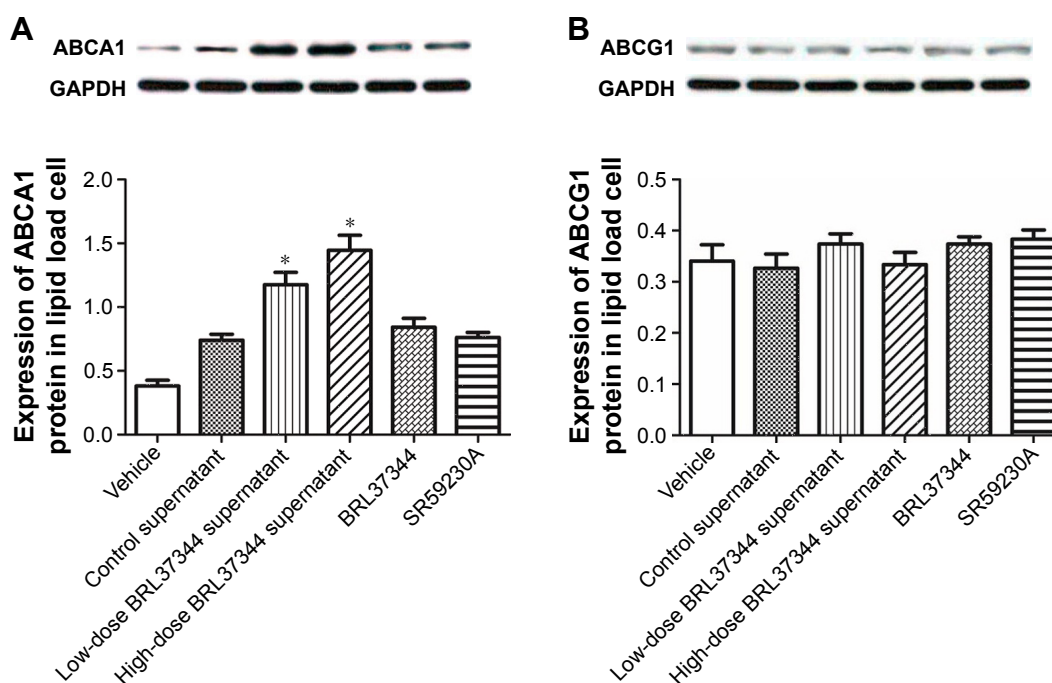 A
ABCA1
GAPDH
Expression of ABCA1
protein in lipid load cell
2.0
1.5
1.0
0.5
0.0
*
*
Vehicle
Control supernatant
Low-dose BRL37344 supernatant
High-dose BRL37344 supernatant
BRL37344
SR59230A
B
ABCG1
GAPDH
Expression of ABCG1
protein in lipid load cell
0.5
0.4
0.3
0.2
0.1
0.0
Vehicle
Control supernatant
Low-dose BRL37344 supernatant
High-dose BRL37344 supernatant
BRL37344
SR59230A